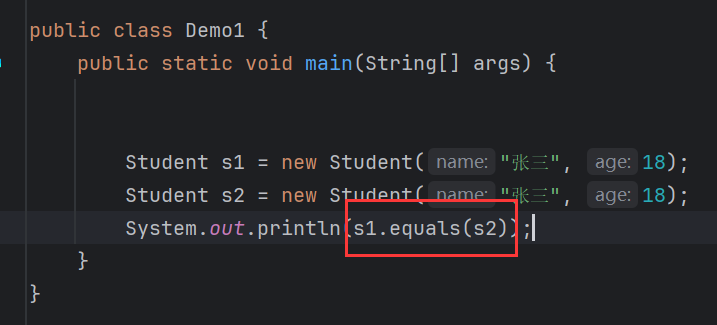 public class Demo1 {
public static void main(String[] args) {
Student s1 = new Student( name: "张三", age: 18);
Student s2 = new Student( name: "张三", age: 18);
System.out.println(s1.equals(s2));
}
}